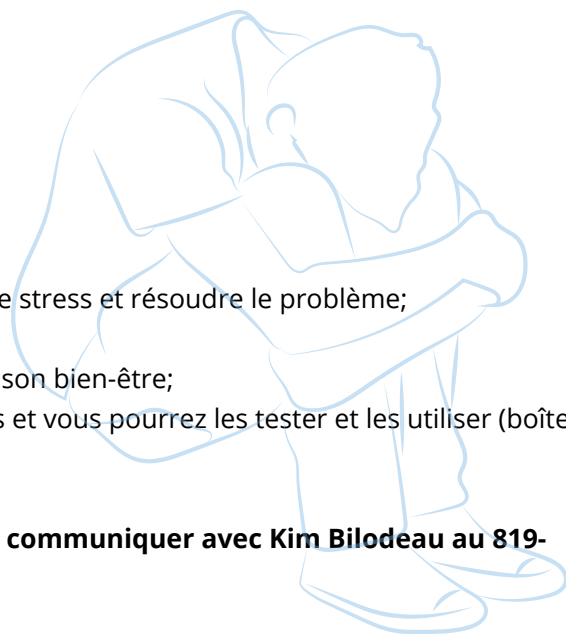 e stress et résoudre le problème;
son bien-être;
s et vous pourrez les tester et les utiliser (boîte
communiquer avec Kim Bilodeau au 819-